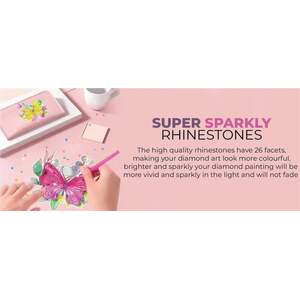 SUPER SPARKLY
RHINESTONES
The high quality rhinestones have 26 facets,
making your diamond art look more colourful,
brighter and sparkly your diamond painting will
be more vivid and sparkly in the light and will not fade